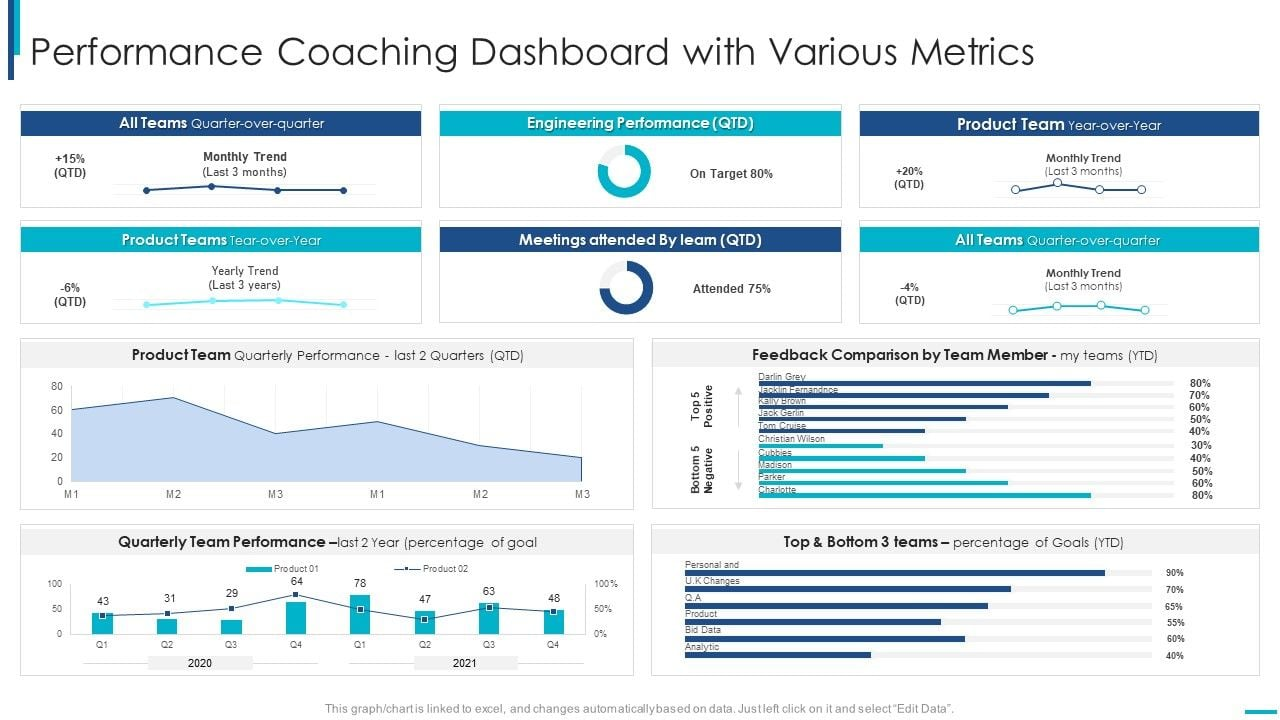 Performance Coaching Dashboard with Various Metrics
All Teams Quarter-over-quarter
+15%
(QTD)
Monthly Trend
(Last 3 months)
Engineering Performance (QTD)
On Target 80%
Product Team Year-over-Year
+20%
(QTD)
Monthly Trend
(Last 3 months)
Product Teams Tear-over-Year
-6%
(QTD)
Yearly Trend
(Last 3 years)
Meetings attended By learn (QTD)
Attended 75%
All Teams Quarter-over-quarter
-4%
(QTD)
Monthly Trend
(Last 3 months)
Product Team Quarterly Performance - last 2 Quarters (QTD)
80
60
40
20
0
M1 M2 M3 M1 M2 M3
Feedback Comparison by Team Member - my teams (YTD)
Top 5
Positive
Bottom 5
Negative
Darlin Grey 80%
Jacklin Fernandnce 70%
Kally Brown 60%
Jack Gerlin 50%
Tom Cruise 40%
Christian Wilson 30%
Cubbies 40%
Madison 50%
Parker 60%
Charlotte 80%
Quarterly Team Performance –last 2 Year (percentage of goal
Product 01 Product 02
100 100%
50 50%
0 0%
43 31 29 64 78 47 63 48
Q1 Q2 Q3 Q4 Q1 Q2 Q3 Q4
2020 2021
Top & Bottom 3 teams – percentage of Goals (YTD)
Personal and 90%
U.K Changes 70%
Q.A 65%
Product 55%
Bid Data 60%
Analytic 40%
This graph/chart is linked to excel, and changes automatically based on data. Just left click on it and select “Edit Data”.